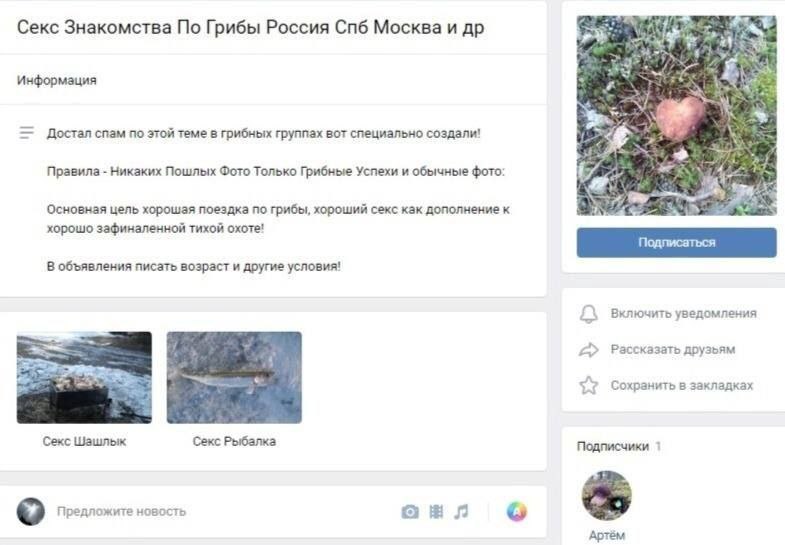 Секс Знакомства По Грибы Россия Спб Москва и др
Информация
Достал спам по этой теме в грибных группах вот специально создали!
Правила - Никаких Пошлых Фото Только Грибные Успехи и обычные фото:
Основная цель хорошая поездка по грибы, хороший секс как дополнение к
хорошо зафиналенной тихой охоте!
В объявления писать возраст и другие условия!
Секс Шашлык
Секс Рыбалка
Предложите новость
A
Подписаться
Включить уведомления
Рассказать друзьям
Сохранить в закладках
Подписчики 1
Артём